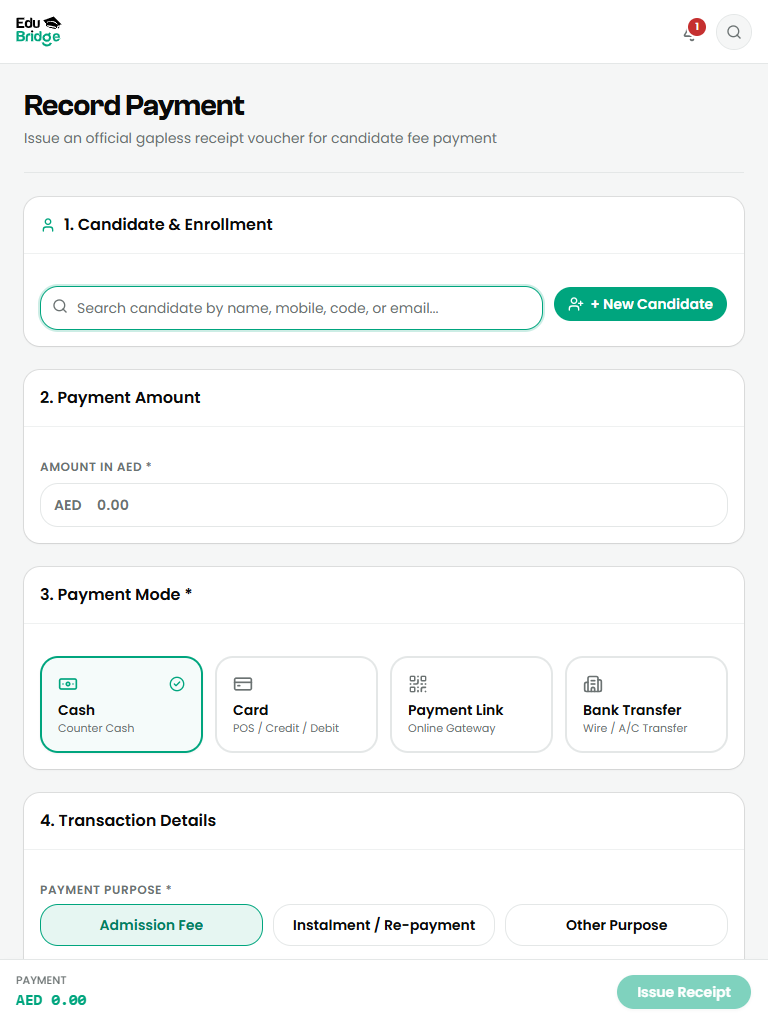 Edu
Bridge
1
Record Payment
Issue an official gapless receipt voucher for candidate fee payment
1. Candidate & Enrollment
Search candidate by name, mobile, code, or email...
+ New Candidate
2. Payment Amount
AMOUNT IN AED *
AED 0.00
3. Payment Mode *
Cash
Counter Cash
Card
POS / Credit / Debit
Payment Link
Online Gateway
Bank Transfer
Wire / A/C Transfer
4. Transaction Details
PAYMENT PURPOSE *
Admission Fee
Instalment / Re-payment
Other Purpose
PAYMENT
AED 0.00
Issue Receipt